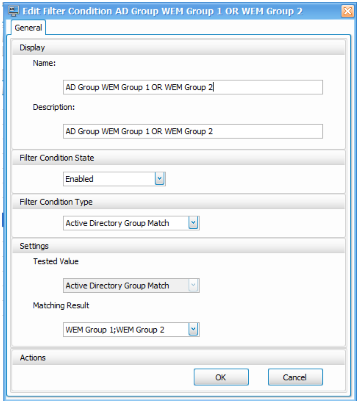 Edit Filter Condition AD Group WEM Group 1 OR WEM Group 2
General
Display
Name:
AD Group WEM Group 1 OR WEM Group 2
Description:
AD Group WEM Group 1 OR WEM Group 2
Filter Condition State
Enabled
Filter Condition Type
Active Directory Group Match
Settings
Tested Value
Active Directory Group Match
Matching Result
WEM Group 1;WEM Group 2
Actions
OK Cancel